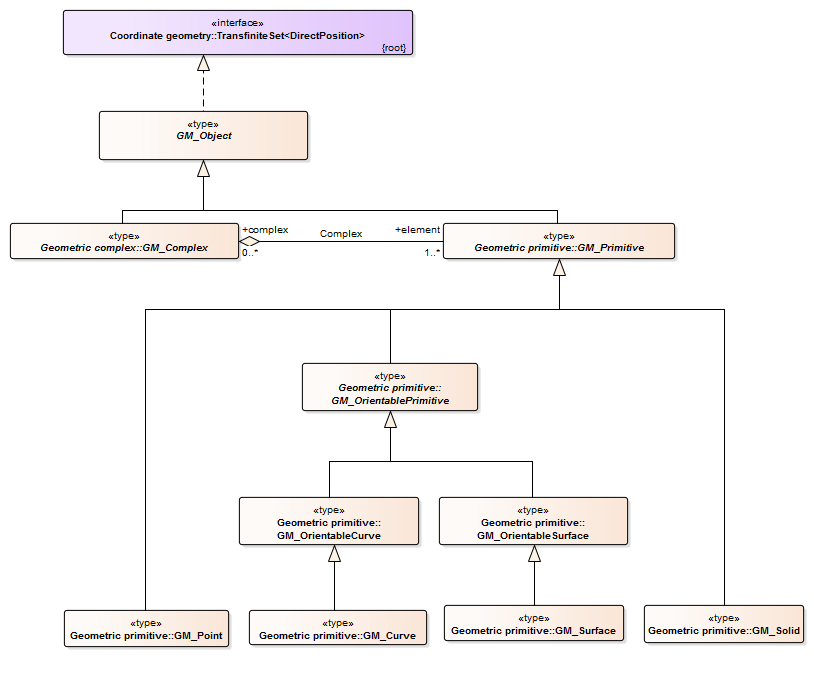 «interface»
Coordinate geometry::TransfiniteSet<DirectPosition>
{root}
«type»
GM_Object
«type»
Geometric complex::GM_Complex
+complex
Complex
+element
0..*
1..*
«type»
Geometric primitive::GM_Primitive
«type»
Geometric primitive::
GM_OrientablePrimitive
«type»
Geometric primitive::
GM_OrientableCurve
«type»
Geometric primitive::
GM_OrientableSurface
«type»
Geometric primitive::GM_Point
«type»
Geometric primitive::GM_Curve
«type»
Geometric primitive::GM_Surface
«type»
Geometric primitive::GM_Solid